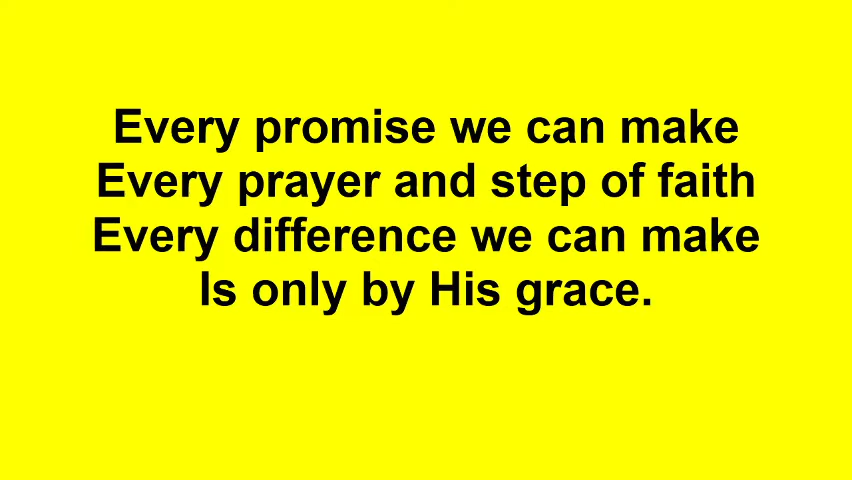 Every promise we can make
Every prayer and step of faith
Every difference we can make
Is only by His grace.